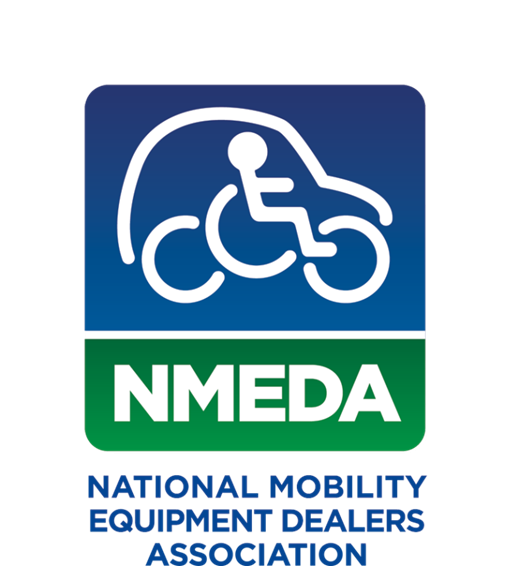 NMEDA
NATIONAL MOBILITY
EQUIPMENT DEALERS
ASSOCIATION